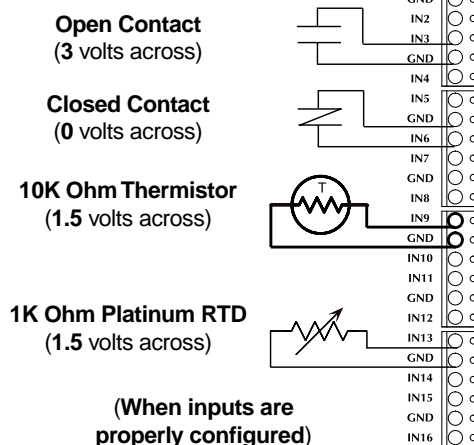 GND
IN2
Open Contact
(3 volts across)
IN3
GND
IN4
Closed Contact
(0 volts across)
IN5
GND
IN6
IN7
GND
10K Ohm Thermistor
(1.5 volts across)
T
IN8
IN9
GND
IN10
IN11
GND
IN12
1K Ohm Platinum RTD
(1.5 volts across)
IN13
GND
IN14
(When inputs are
properly configured)
IN15
GND
IN16